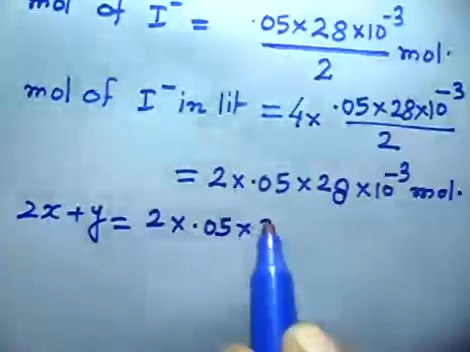 mol of I⁻ = .05×28×10⁻³/2 mol.
mol of I⁻ in lit = 4× .05×28×10⁻³/2
= 2×.05×28×10⁻³ mol.
2x+y = 2×.05×